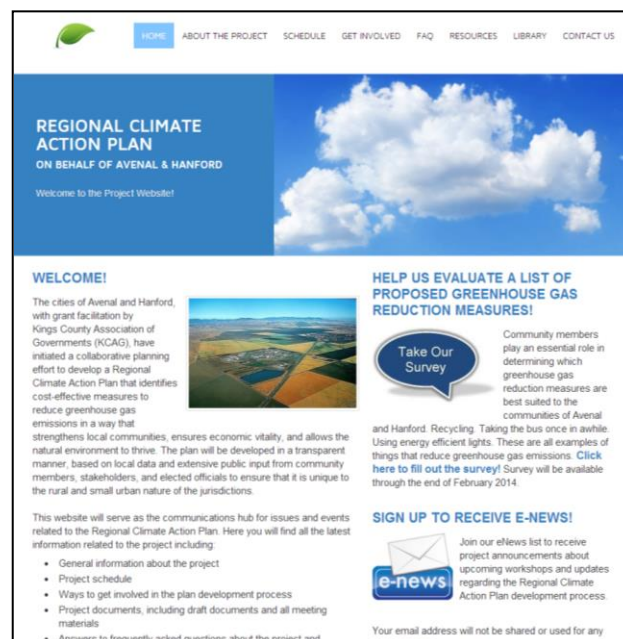 HOME ABOUT THE PROJECT SCHEDULE GET INVOLVED FAQ RESOURCES LIBRARY CONTACT US
REGIONAL CLIMATE
ACTION PLAN
ON BEHALF OF AVENAL & HANFORD
Welcome to the Project Website!
WELCOME!
The cities of Avenal and Hanford,
with grant facilitation by
Kings County Association of
Governments (KCAG), have
initiated a collaborative planning
effort to develop a Regional
Climate Action Plan that identifies
cost-effective measures to
reduce greenhouse gas
emissions in a way that
strengthens local communities, ensures economic vitality, and allows the
natural environment to thrive. The plan will be developed in a transparent
manner, based on local data and extensive public input from community
members, stakeholders, and elected officials to ensure that it is unique to
the rural and small urban nature of the jurisdictions.
This website will serve as the communications hub for issues and events
related to the Regional Climate Action Plan. Here you will find all the latest
information related to the project including:
• General information about the project
• Project schedule
• Ways to get involved in the plan development process
• Project documents, including draft documents and all meeting
materials
• Answers to frequently asked questions about the project and
HELP US EVALUATE A LIST OF
PROPOSED GREENHOUSE GAS
REDUCTION MEASURES!
Take Our
Survey
Community members
play an essential role in
determining which
greenhouse gas
reduction measures are
best suited to the
communities of Avenal
and Hanford. Recycling. Taking the bus once in awhile.
Using energy efficient lights. These are all examples of
things that reduce greenhouse gas emissions. Click
here to fill out the survey! Survey will be available
through the end of February 2014.
SIGN UP TO RECEIVE E-NEWS!
e-news
Join our eNews list to receive
project announcements about
upcoming workshops and updates
regarding the Regional Climate
Action Plan development process.
Your email address will not be shared or used for any